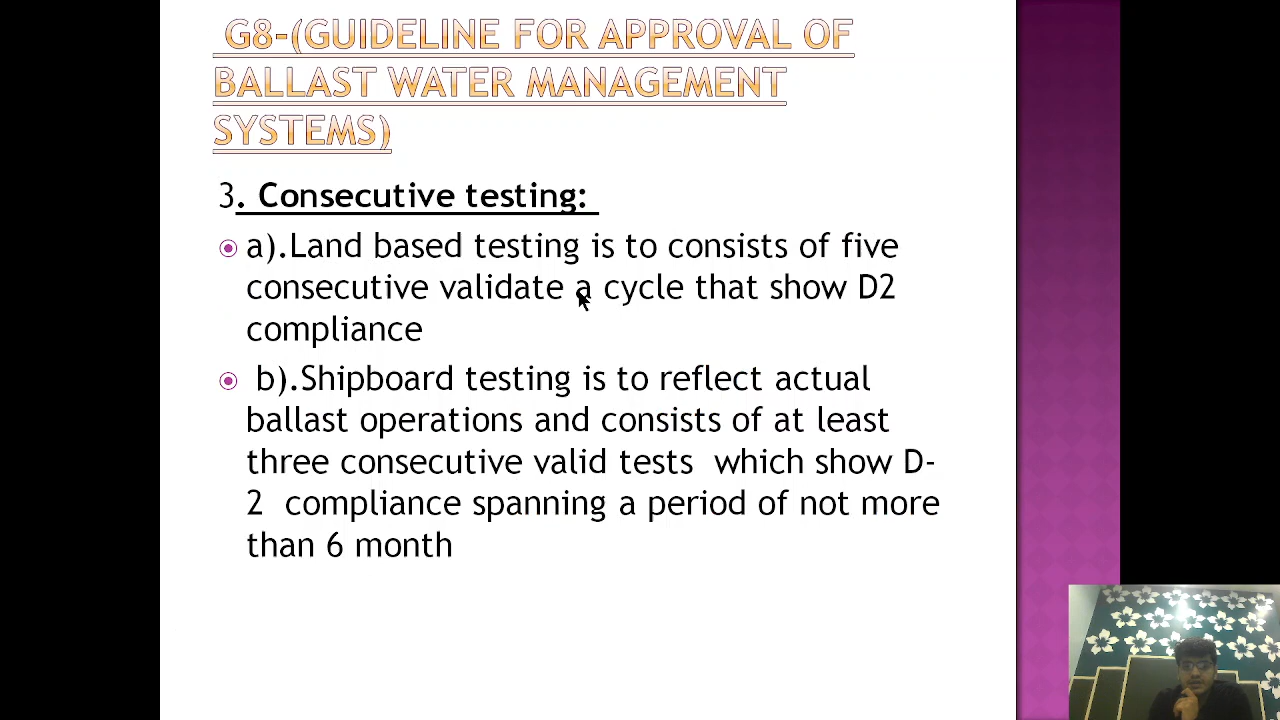 G8-(GUIDELINE FOR APPROVAL OF
BALLAST WATER MANAGEMENT
SYSTEMS)
3. Consecutive testing:
a).Land based testing is to consists of five
consecutive validate a cycle that show D2
compliance
b).Shipboard testing is to reflect actual
ballast operations and consists of at least
three consecutive valid tests which show D-
2 compliance spanning a period of not more
than 6 month